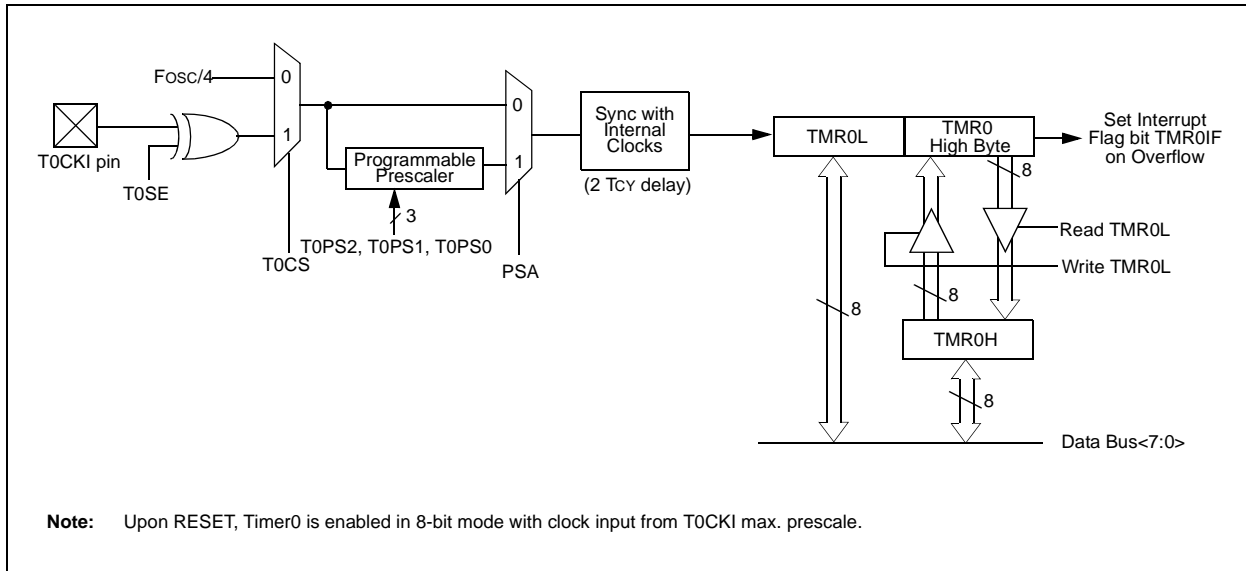 Fosc/4
T0CKI pin
T0SE
0
1
T0CS
Programmable
Prescaler
3
T0PS2, T0PS1, T0PS0
0
1
PSA
Sync with
Internal
Clocks
(2 TCY delay)
TMR0L
TMR0
High Byte
Set Interrupt
Flag bit TMR0IF
on Overflow
8
Read TMR0L
Write TMR0L
8
8
TMR0H
8
Data Bus<7:0>
Note: Upon RESET, Timer0 is enabled in 8-bit mode with clock input from T0CKI max. prescale.